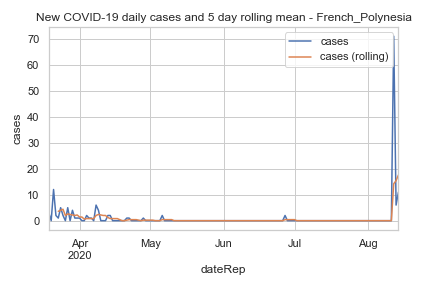 New COVID-19 daily cases and 5 day rolling mean - French_Polynesia
cases
cases (rolling)
70
60
50
40
30
20
10
0
cases
Apr
2020
May
Jun
Jul
Aug
dateRep